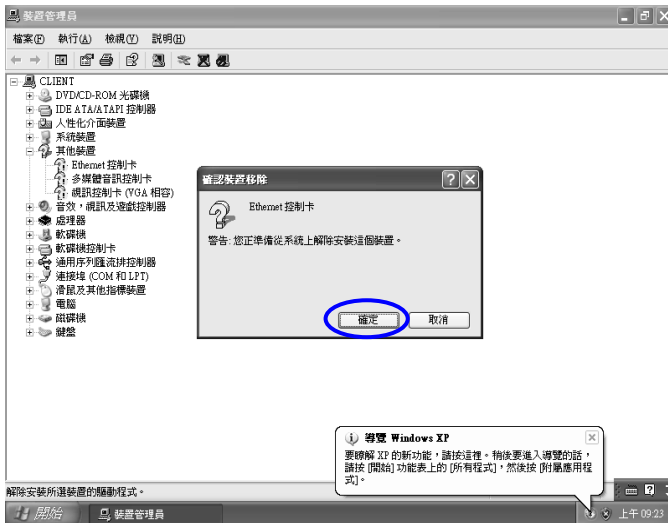 裝置管理員
檔案(F) 執行(A) 檢視(V) 說明(H)
CLIENT
DVD/CD-ROM 光碟機
IDE ATA/ATAPI 控制器
人性化介面裝置
系統裝置
其他裝置
Ethernet 控制卡
多媒體音訊控制卡
視訊控制卡 (VGA 相容)
音效，視訊及遊戲控制器
處理器
軟碟機
軟碟機控制卡
通用序列匯流排控制器
連接埠 (COM 和 LPT)
滑鼠及其他指標裝置
電腦
磁碟機
鍵盤
確認裝置移除
Ethernet 控制卡
警告: 您正準備從系統上解除安裝這個裝置。
確定 取消
導覽 Windows XP
要瞭解 XP 的新功能，請按這裡。稍後要進入導覽的話，
請按 [開始] 功能表上的 [所有程式]，然後按 [附屬應用程
式]。
解除安裝所選裝置的驅動程式。
開始 裝置管理員 上午 09:23